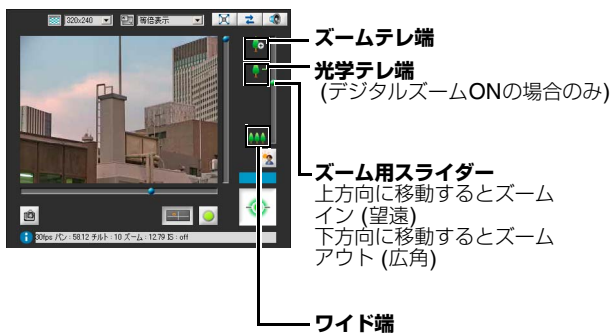 320x240
等倍表示
ズームテレ端
光学テレ端
(デジタルズームONの場合のみ)
ズーム用スライダー
上方向に移動するとズーム
イン (望遠)
下方向に移動するとズーム
アウト (広角)
30fps パン : 58.12 チルト : 10 ズーム : 12.79 IS : off
ワイド端